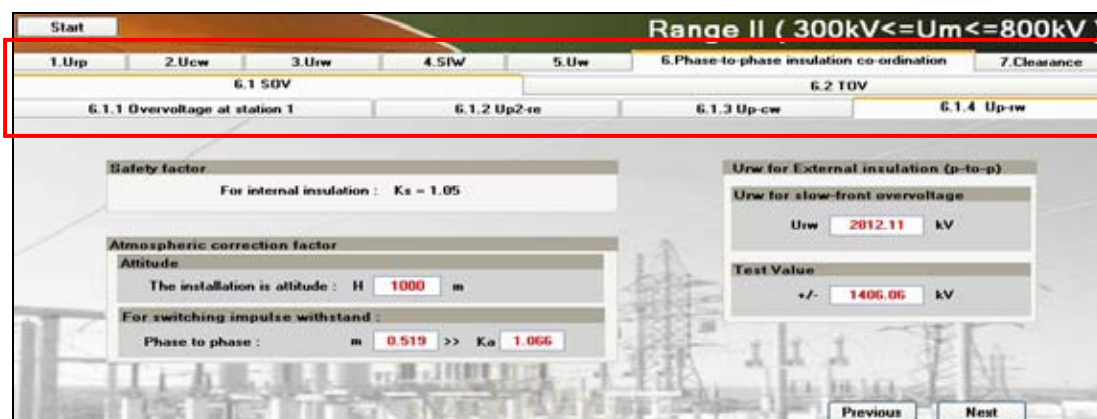 Start
Range II ( 300kV<=Um<=800kV )
1.Urp 2.Ucw 3.Urw 4.SIW 5.Uw 6.Phase-to-phase insulation co-ordination 7.Clearance
6.1 SOV 6.2 TOV
6.1.1 Overvoltage at station 1 6.1.2 Up2-re 6.1.3 Up-cw 6.1.4 Up-rw
Safety factor
For internal insulation : Ks = 1.05
Atmospheric correction factor
Attitude
The installation is altitude : H 1000 m
For switching impulse withstand :
Phase to phase : m 0.519 >> Ka 1.066
Urw for External insulation (p-to-p)
Urw for slow-front overvoltage
Urw 2812.11 kV
Test Value
+/- 1406.06 kV
Previous Next